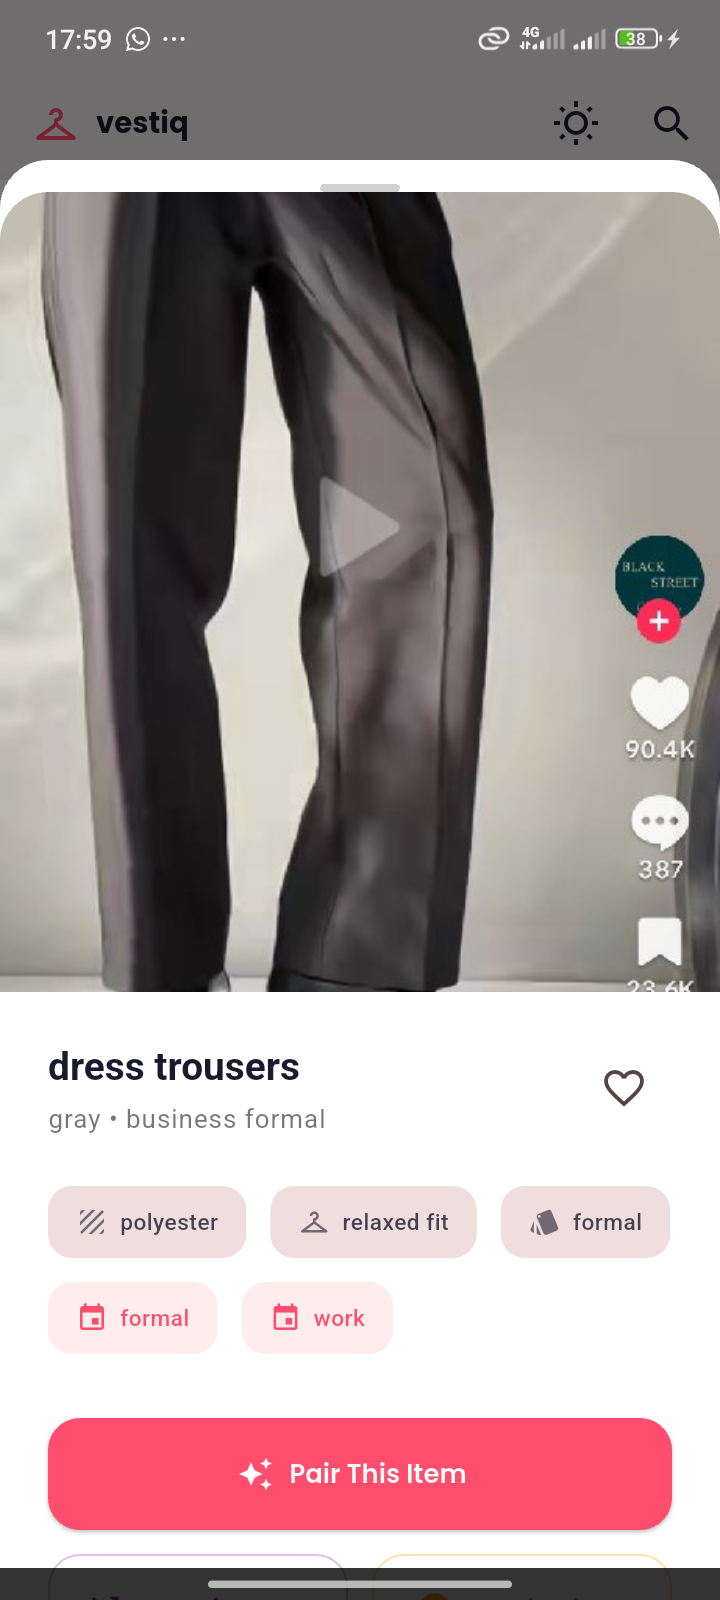 17:59
4G
38
vestiq
BLACK
STREET
90.4K
387
23.6K
dress trousers
gray • business formal
polyester
relaxed fit
formal
formal
work
Pair This Item